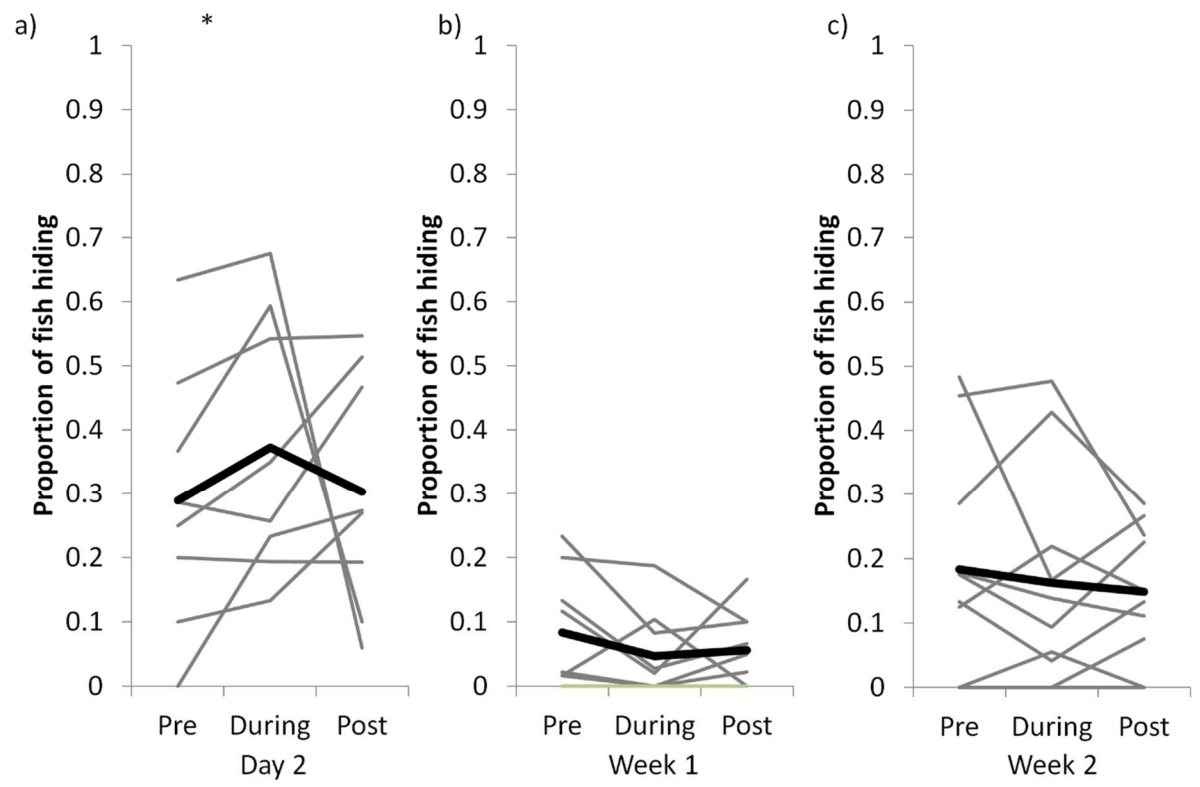 a)
*
Proportion of fish hiding
1
0.9
0.8
0.7
0.6
0.5
0.4
0.3
0.2
0.1
0
Pre During Post
Day 2
b)
Proportion of fish hiding
1
0.9
0.8
0.7
0.6
0.5
0.4
0.3
0.2
0.1
0
Pre During Post
Week 1
c)
Proportion of fish hiding
1
0.9
0.8
0.7
0.6
0.5
0.4
0.3
0.2
0.1
0
Pre During Post
Week 2